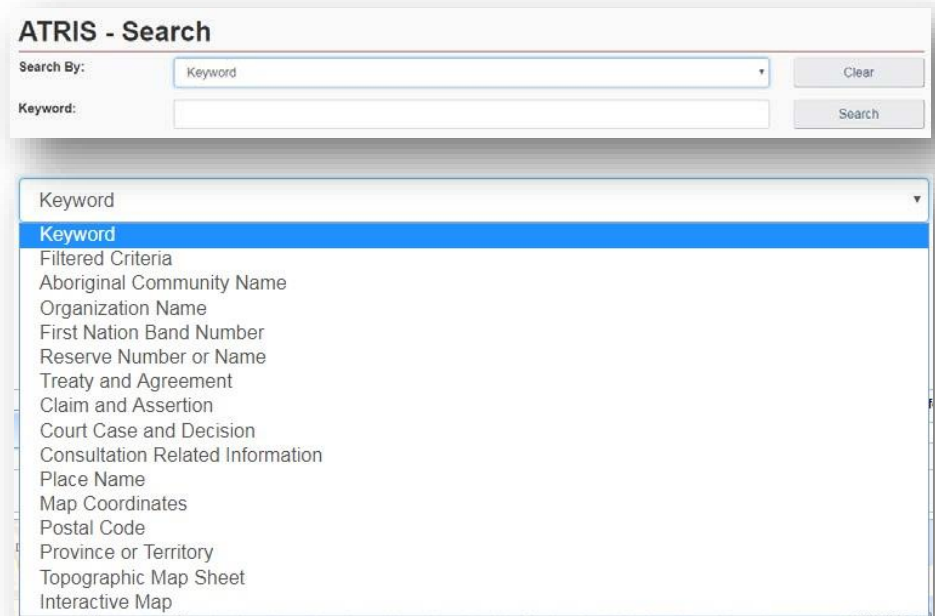 ATRIS - Search
Search By:
Keyword
Clear
Keyword:
Search
Keyword
Keyword
Filtered Criteria
Aboriginal Community Name
Organization Name
First Nation Band Number
Reserve Number or Name
Treaty and Agreement
Claim and Assertion
Court Case and Decision
Consultation Related Information
Place Name
Map Coordinates
Postal Code
Province or Territory
Topographic Map Sheet
Interactive Map